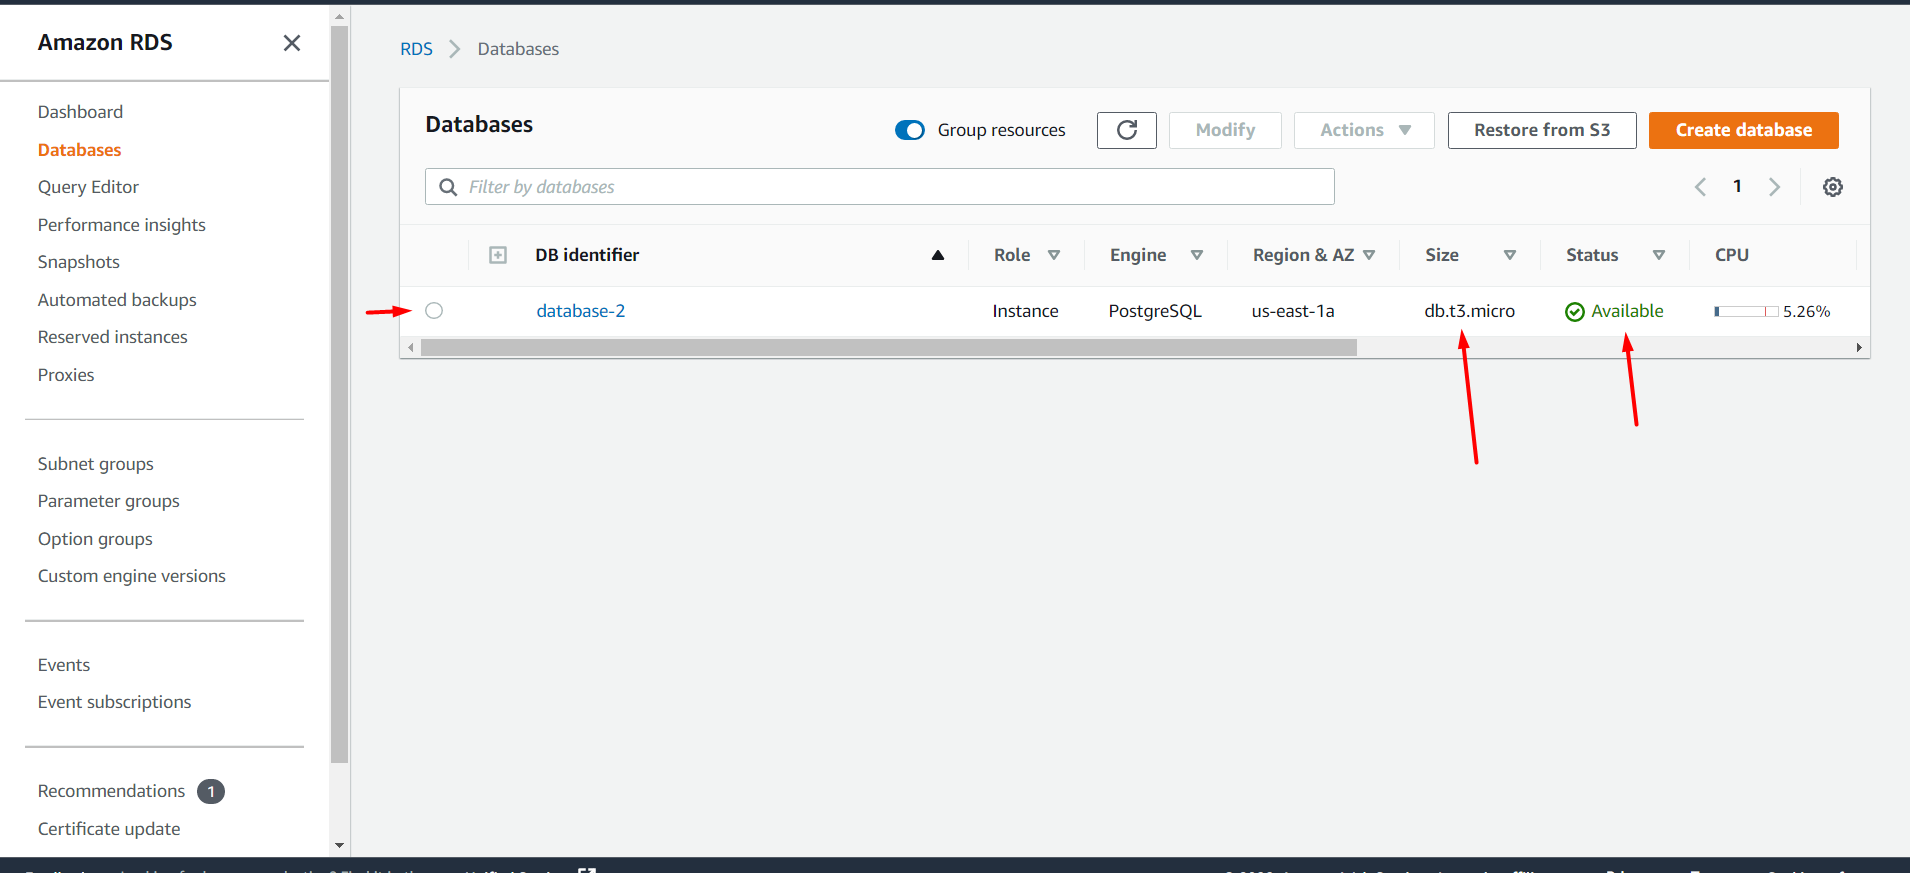 Amazon RDS
Dashboard
Databases
Query Editor
Performance insights
Snapshots
Automated backups
Reserved instances
Proxies
Subnet groups
Parameter groups
Option groups
Custom engine versions
Events
Event subscriptions
Recommendations 1
Certificate update
RDS Databases
Databases
Group resources Modify Actions Restore from S3 Create database
Filter by databases 1
DB identifier Role Engine Region & AZ Size Status CPU
database-2 Instance PostgreSQL us-east-1a db.t3.micro Available 5.26%